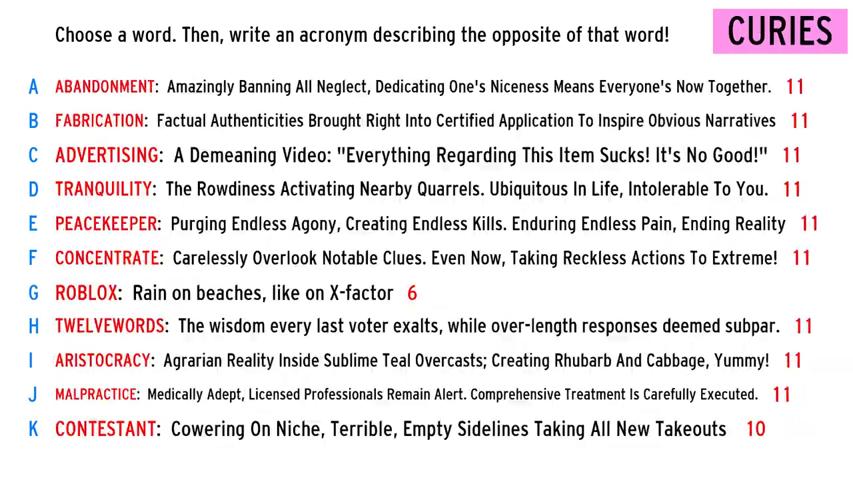 Choose a word. Then, write an acronym describing the opposite of that word!
CURIES
A ABANDONMENT: Amazingly Banning All Neglect, Dedicating One's Niceness Means Everyone's Now Together. 11
B FABRICATION: Factual Authenticities Brought Right Into Certified Application To Inspire Obvious Narratives 11
C ADVERTISING: A Demeaning Video: "Everything Regarding This Item Sucks! It's No Good!" 11
D TRANQUILITY: The Rowdiness Activating Nearby Quarrels. Ubiquitous In Life, Intolerable To You. 11
E PEACEKEEPER: Purging Endless Agony, Creating Endless Kills. Enduring Endless Pain, Ending Reality 11
F CONCENTRATE: Carelessly Overlook Notable Clues. Even Now, Taking Reckless Actions To Extreme! 11
G ROBLOX: Rain on beaches, like on X-factor 6
H TWELVEWORDS: The wisdom every last voter exalts, while over-length responses deemed subpar. 11
I ARISTOCRACY: Agrarian Reality Inside Sublime Teal Overcasts; Creating Rhubarb And Cabbage, Yummy! 11
J MALPRACTICE: Medically Adept, Licensed Professionals Remain Alert. Comprehensive Treatment Is Carefully Executed. 11
K CONTESTANT: Cowering On Niche, Terrible, Empty Sidelines Taking All New Takeouts 10